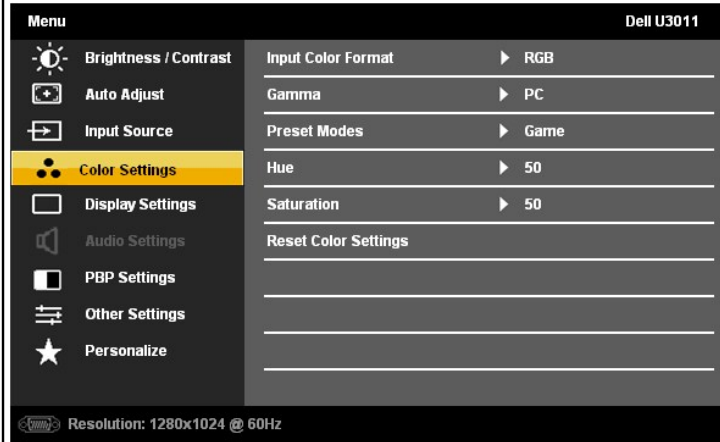 Menu Dell U3011
Brightness / Contrast Input Color Format RGB
Auto Adjust Gamma PC
Input Source Preset Modes Game
Color Settings Hue 50
Display Settings Saturation 50
Audio Settings Reset Color Settings
PBP Settings
Other Settings
Personalize
Resolution: 1280x1024 @ 60Hz